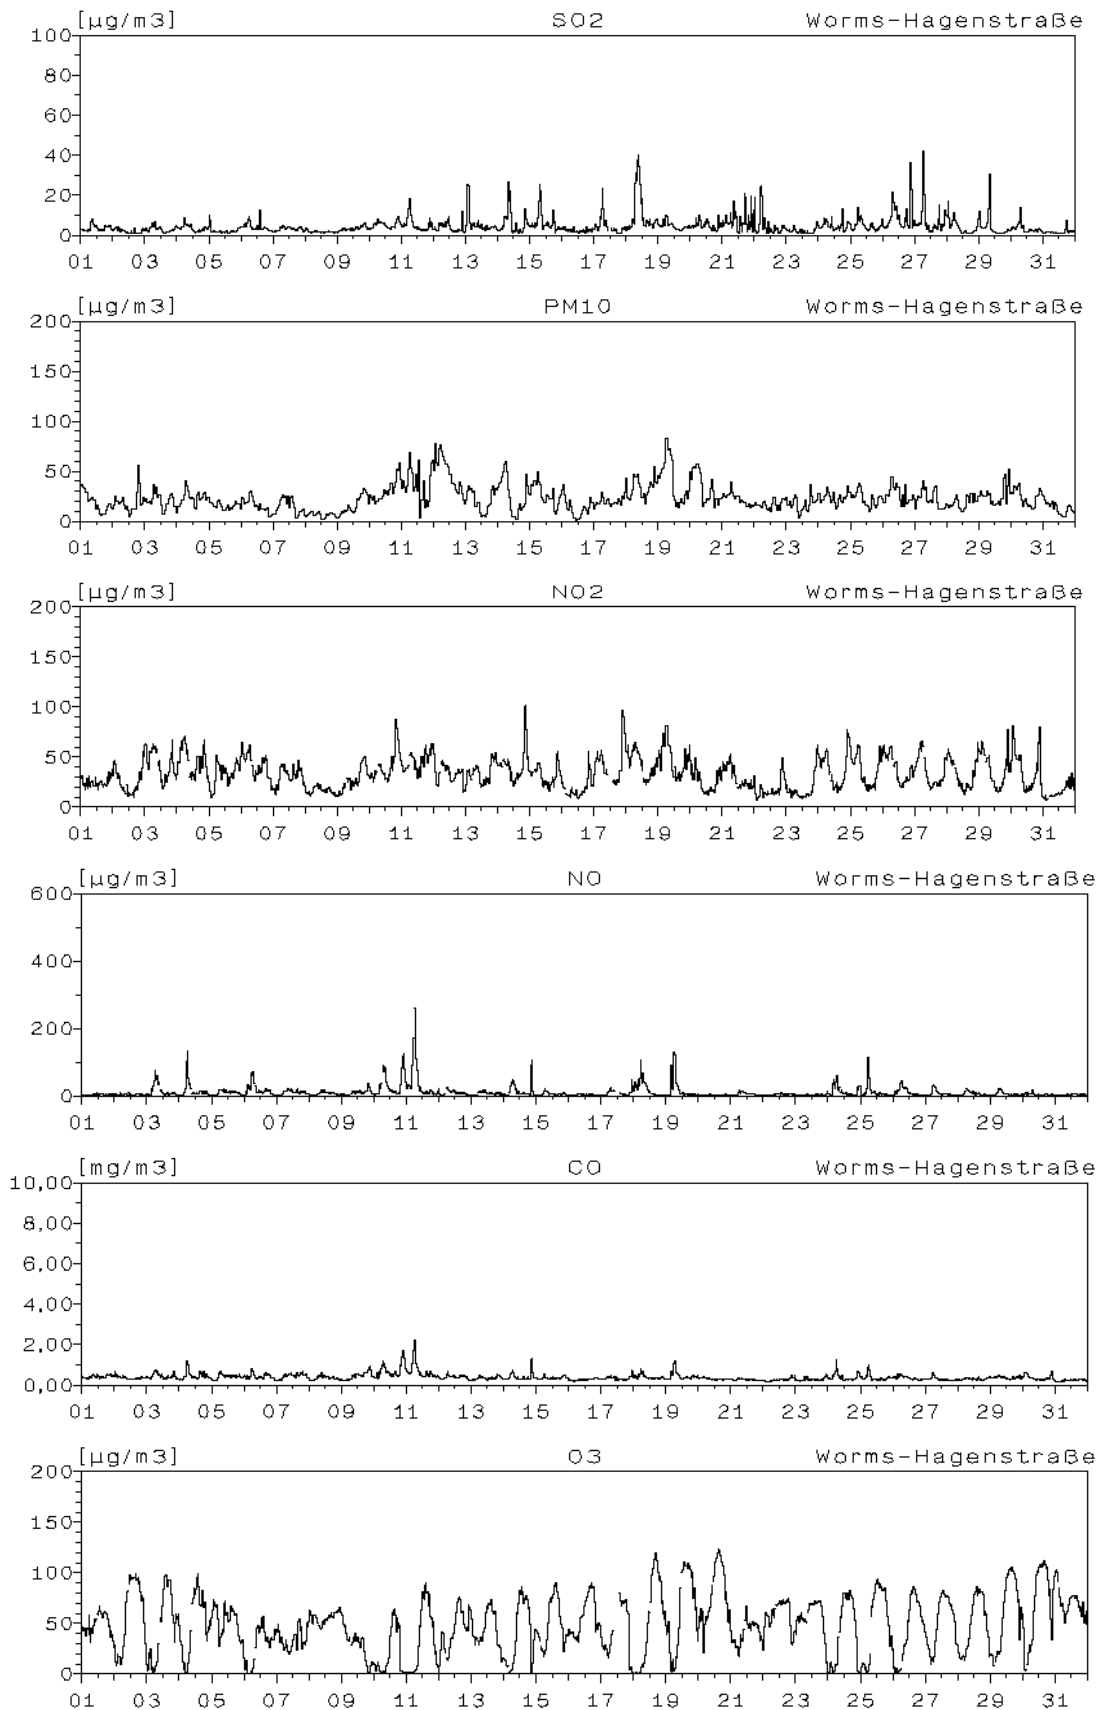 [µg/m3] SO2 Worms-Hagenstraße
100
80
60
40
20
0
01 03 05 07 09 11 13 15 17 19 21 23 25 27 29 31
[µg/m3] PM10 Worms-Hagenstraße
200
150
100
50
0
01 03 05 07 09 11 13 15 17 19 21 23 25 27 29 31
[µg/m3] NO2 Worms-Hagenstraße
200
150
100
50
0
01 03 05 07 09 11 13 15 17 19 21 23 25 27 29 31
[µg/m3] NO Worms-Hagenstraße
600
400
200
0
01 03 05 07 09 11 13 15 17 19 21 23 25 27 29 31
[mg/m3] CO Worms-Hagenstraße
10,00
8,00
6,00
4,00
2,00
0,00
01 03 05 07 09 11 13 15 17 19 21 23 25 27 29 31
[µg/m3] O3 Worms-Hagenstraße
200
150
100
50
0
01 03 05 07 09 11 13 15 17 19 21 23 25 27 29 31